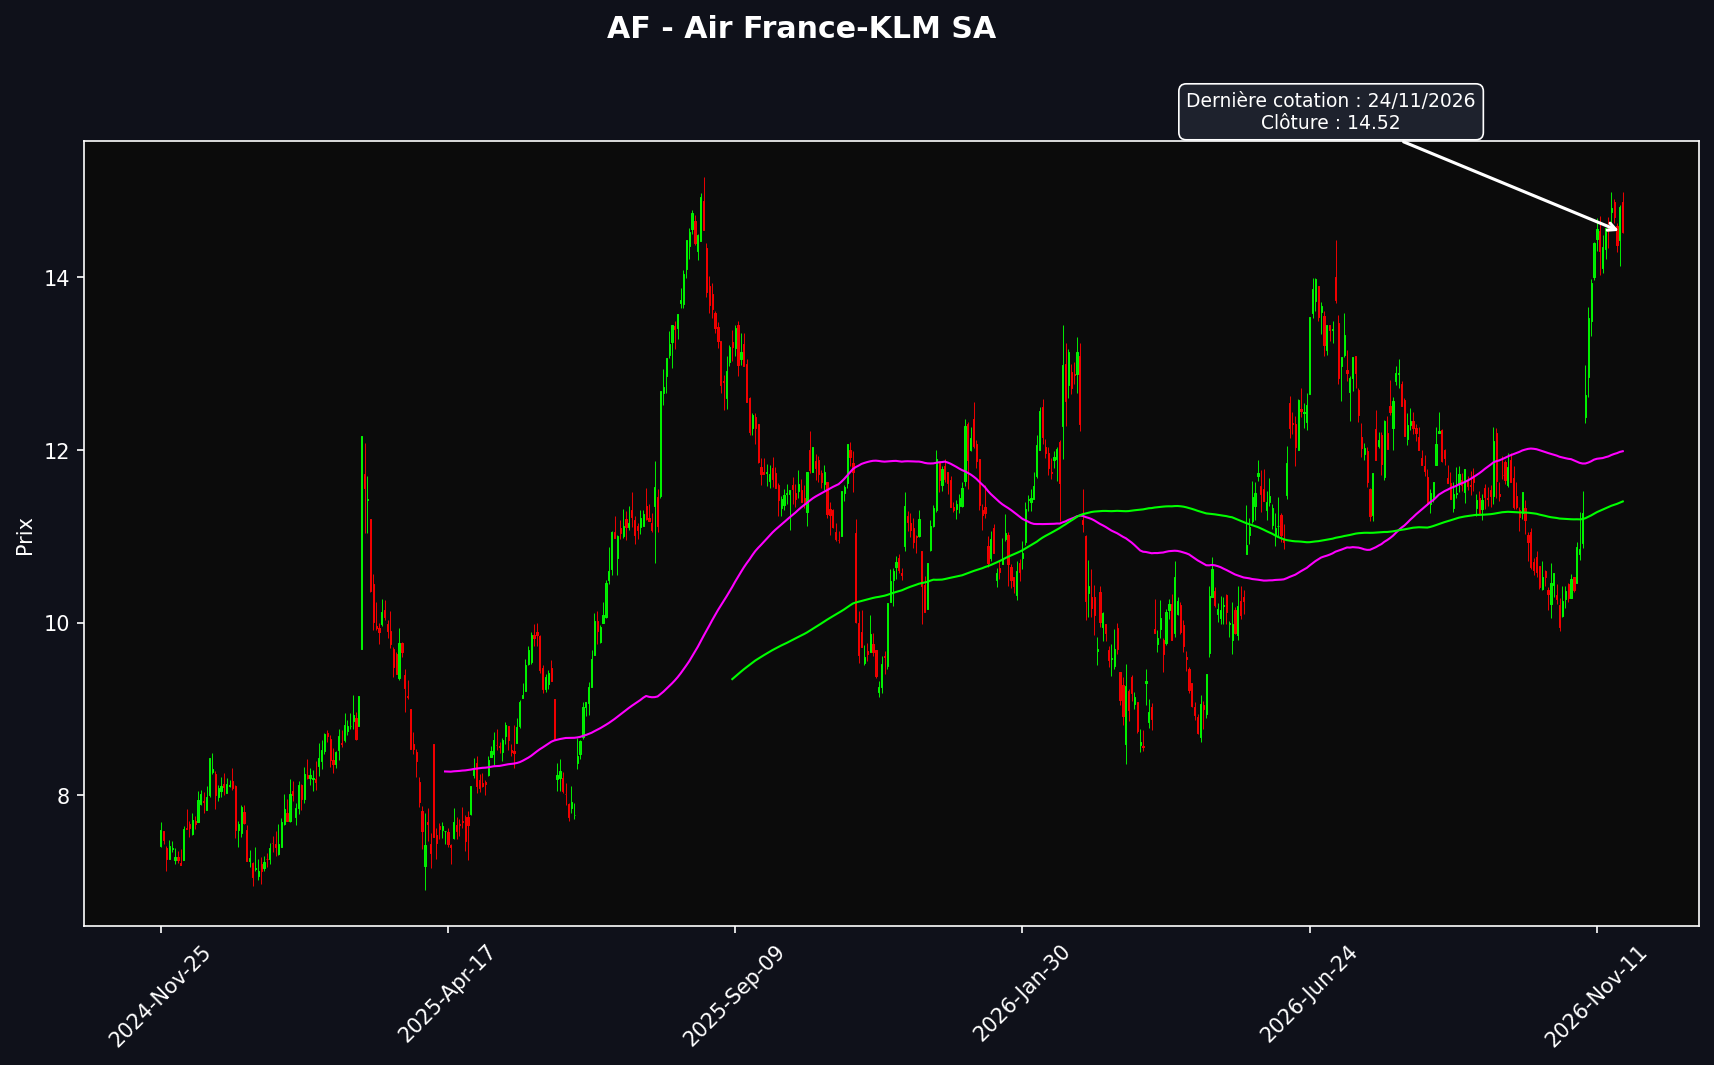 AF - Air France-KLM SA
Dernière cotation : 24/11/2026
Clôture : 14.52
Prix
14
12
10
8
2024-Nov-25
2025-Apr-17
2025-Sep-09
2026-Jan-30
2026-Jun-24
2026-Nov-11